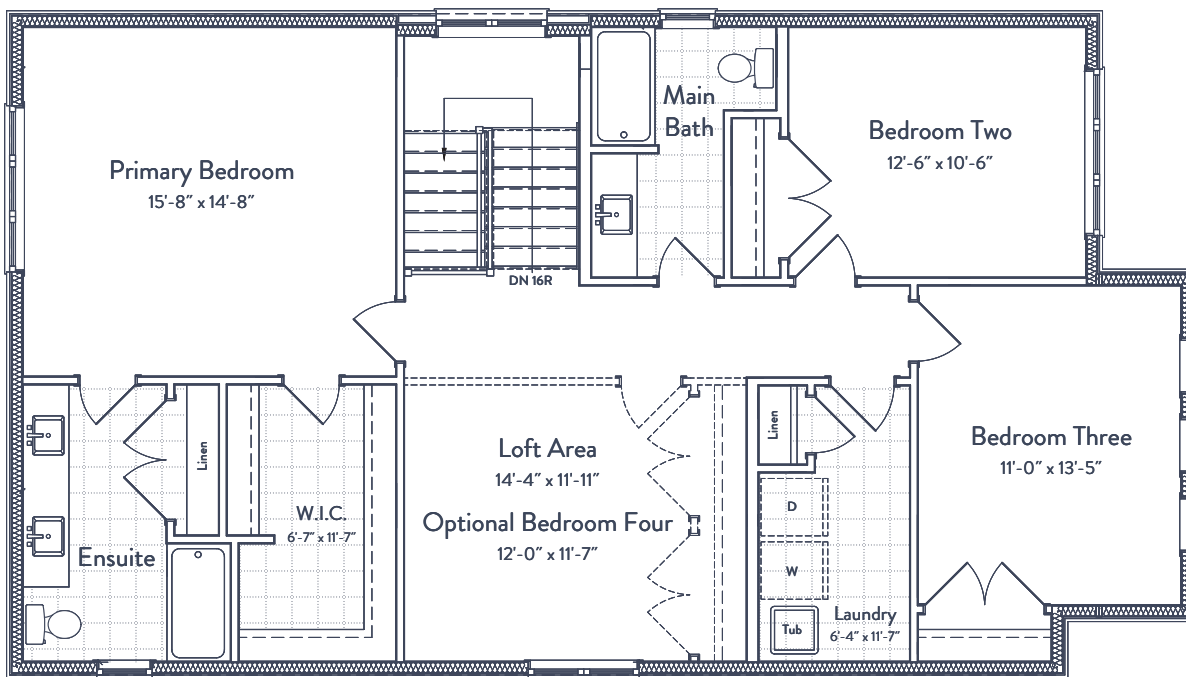 Primary Bedroom
15'-8" x 14'-8"
DN 16R
Main
Bath
Bedroom Two
12'-6" x 10'-6"
Linen
Ensuite
W.I.C.
6'-7" x 11'-7"
Loft Area
14'-4" x 11'-11"
Optional Bedroom Four
12'-0" x 11'-7"
Linen
D
W
Tub
Laundry
6'-4" x 11'-7"
Bedroom Three
11'-0" x 13'-5"